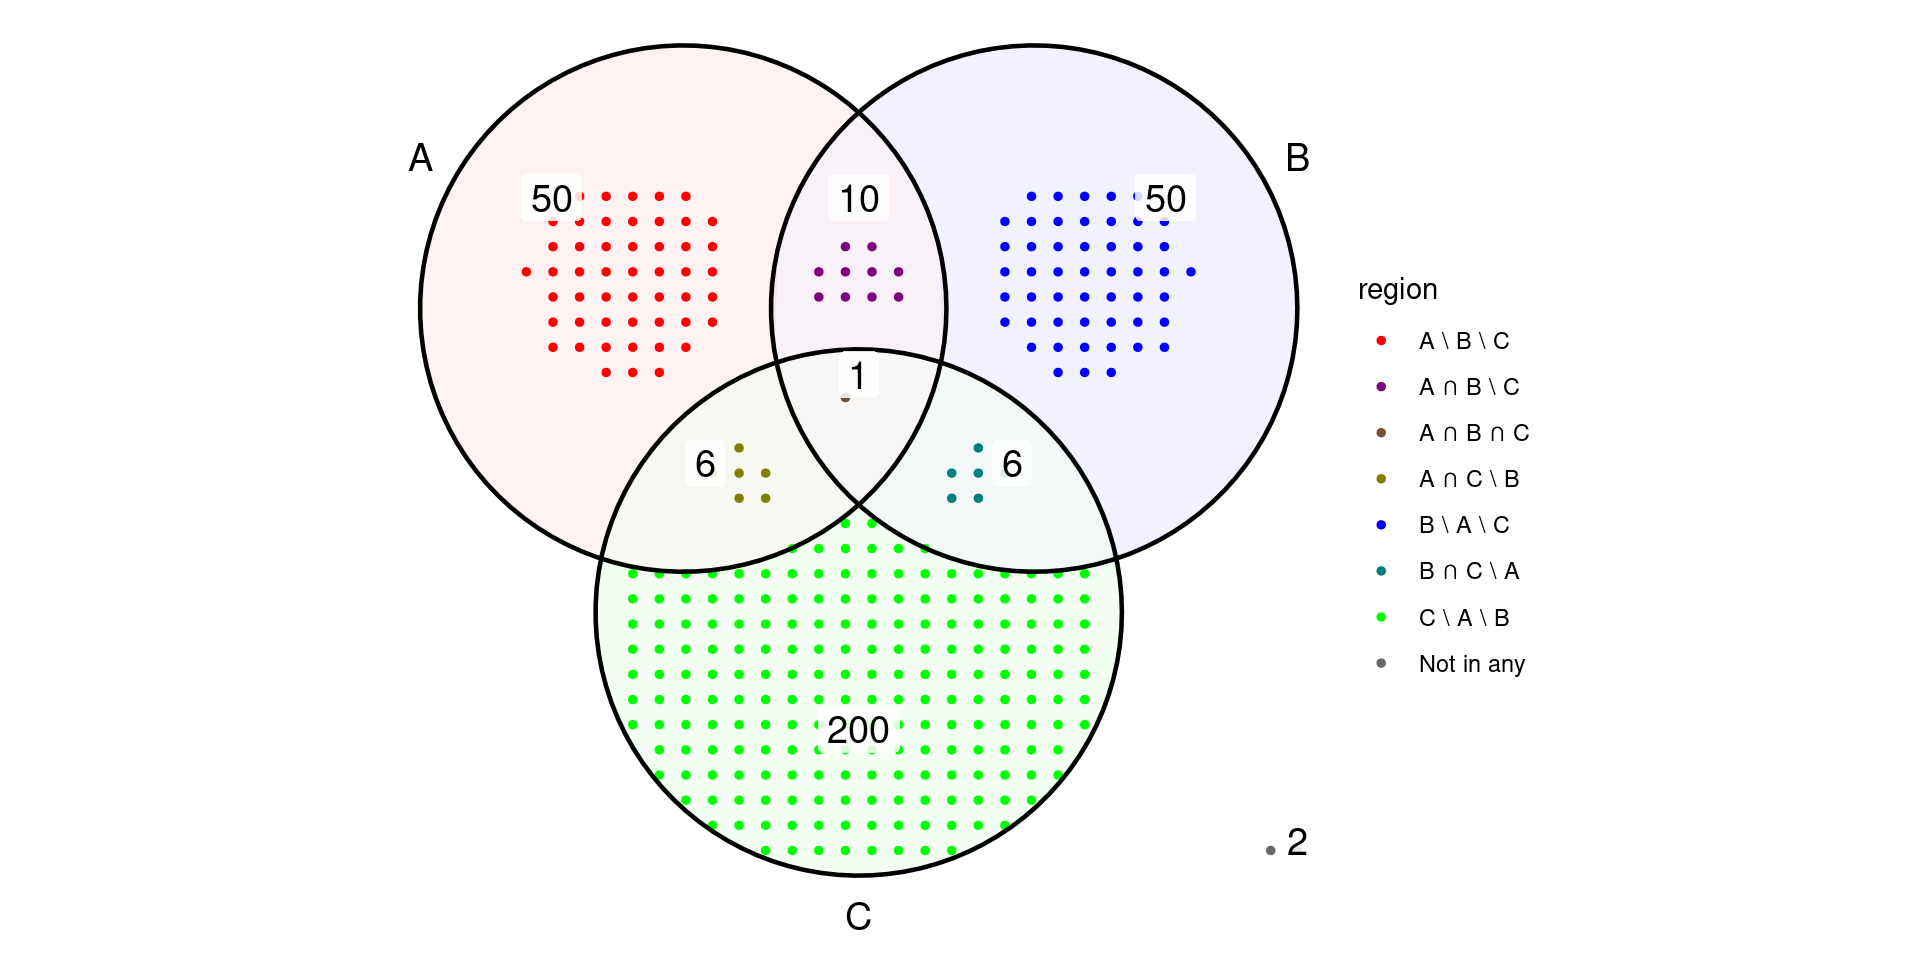 A
B
50
10
50
1
6
6
200
2
C
region
A \ B \ C
A ∩ B \ C
A ∩ B ∩ C
A ∩ C \ B
B \ A \ C
B ∩ C \ A
C \ A \ B
Not in any